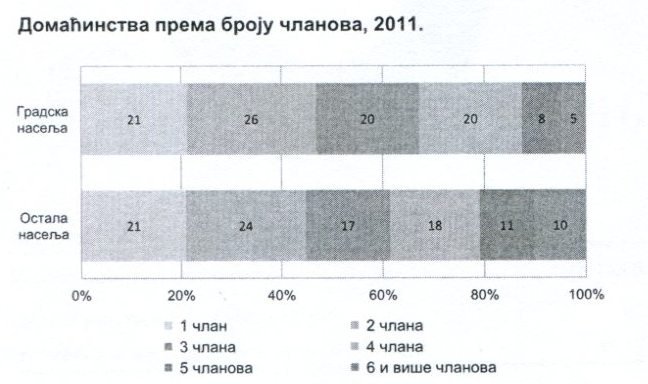 Домаћинства према броју чланова, 2011.
Градска
насеља
21 26 20 20 8 5
Остала
насеља
21 24 17 18 11 10
0% 20% 40% 60% 80% 100%
1 члан 2 члана
3 члана 4 члана
5 чланова 6 и више чланова